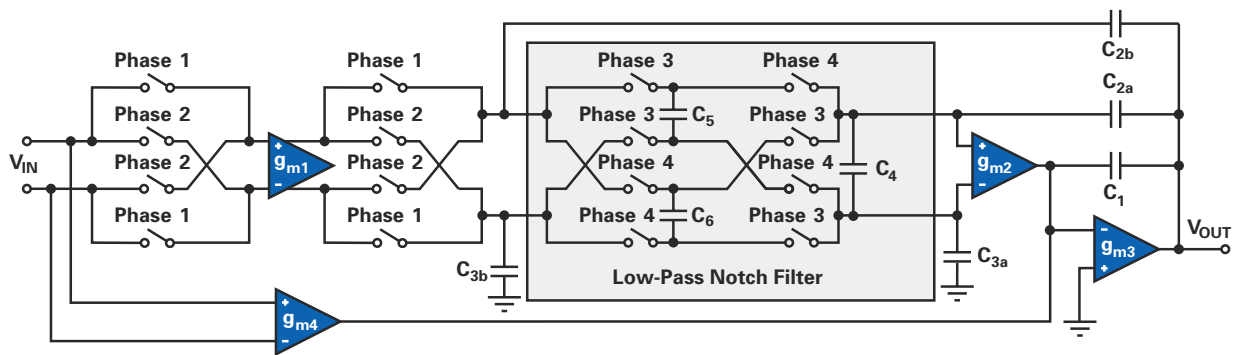 Phase 1
Phase 2
Phase 2
Phase 1
V_IN
+
g_m1
−
Phase 1
Phase 2
Phase 2
Phase 1
C_3b
+
g_m4
−
Phase 3
Phase 4
Phase 3
C_5
Phase 3
Phase 4
Phase 4
Phase 4
C_6
Phase 3
C_4
Low-Pass Notch Filter
C_2b
C_2a
+
g_m2
−
C_1
C_3a
−
g_m3
+
V_OUT